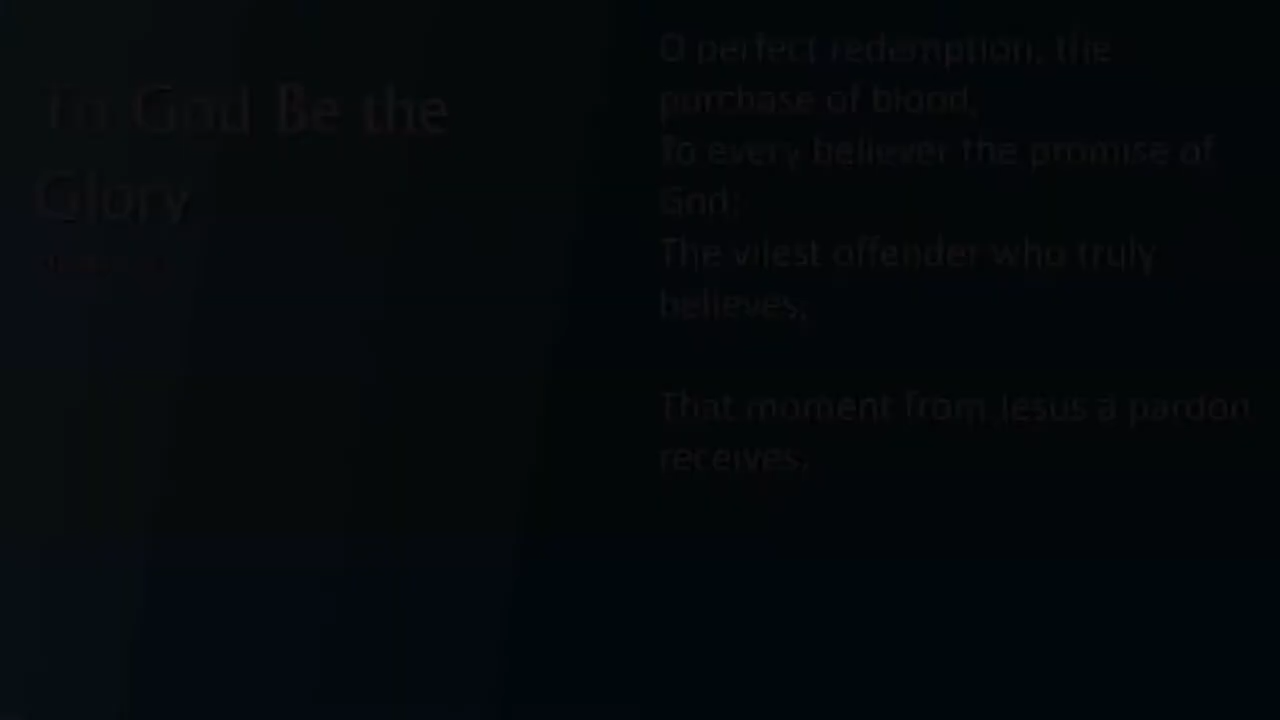 To God Be the
Glory
O perfect redemption, the
purchase of blood,
To every believer the promise of
God;
The vilest offender who truly
believes,
That moment from Jesus a pardon
receives.